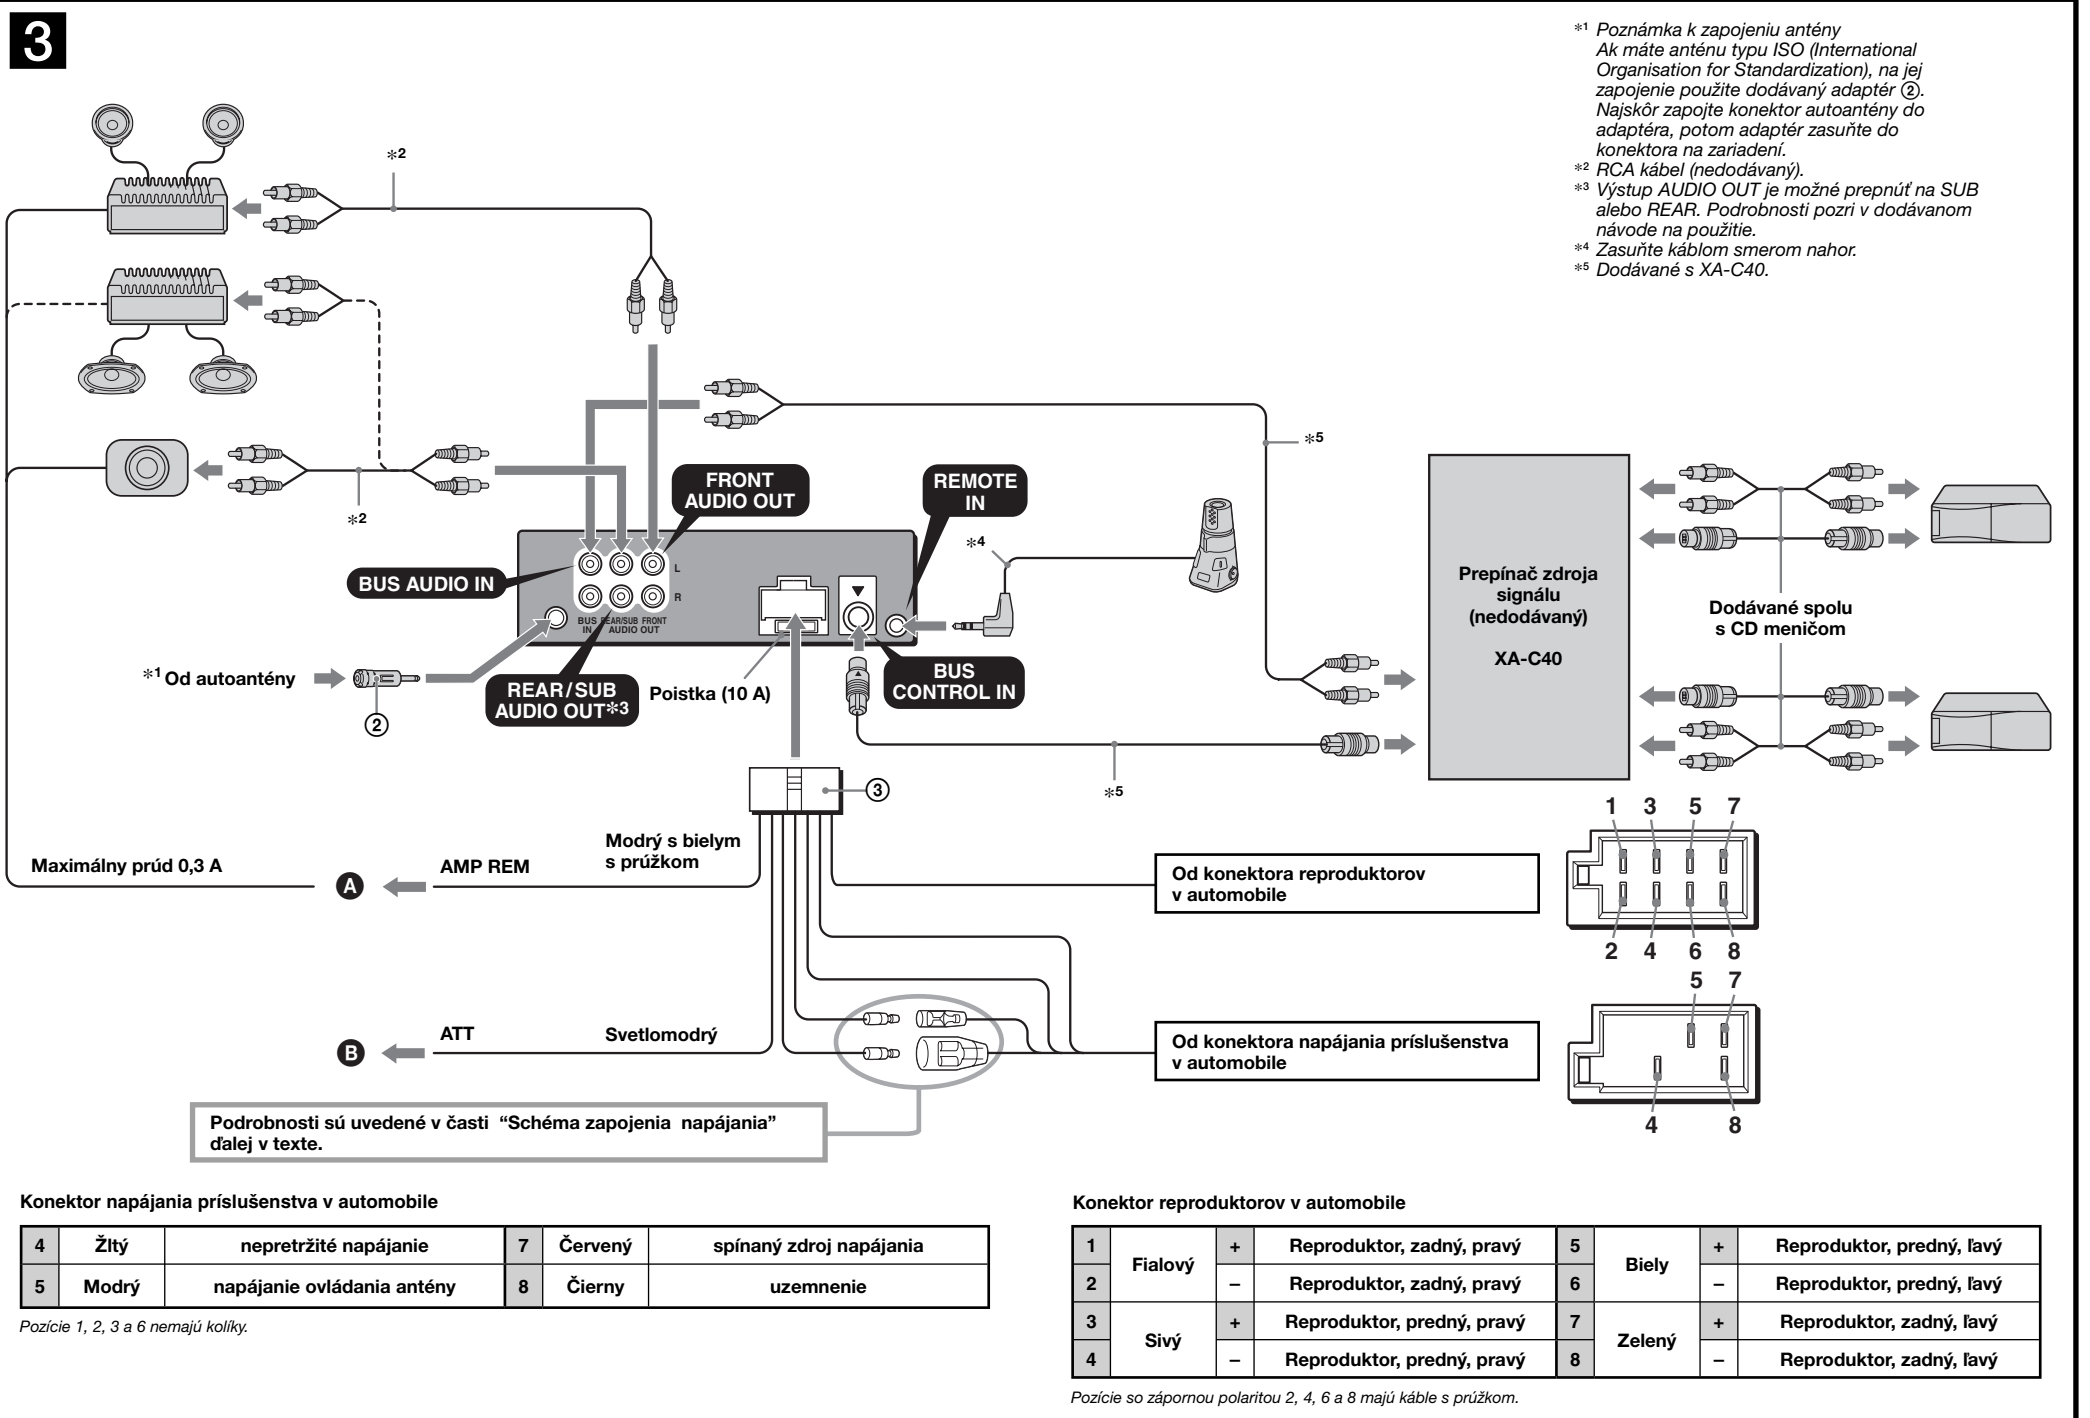 3
*1 Poznámka k zapojeniu antény
Ak máte anténu typu ISO (International
Organisation for Standardization), na jej
zapojenie použite dodávaný adaptér ②.
Najskôr zapojte konektor autoantény do
adaptéra, potom adaptér zasuňte do
konektora na zariadení.
*2 RCA kábel (nedodávaný).
*3 Výstup AUDIO OUT je možné prepnúť na SUB
alebo REAR. Podrobnosti pozri v dodávanom
návode na použitie.
*4 Zasuňte káblom smerom nahor.
*5 Dodávané s XA-C40.
*2
*5
*2
FRONT
AUDIO OUT
REMOTE
IN
*4
BUS AUDIO IN
L
R
BUS REAR/SUB FRONT
IN AUDIO OUT
*1 Od autoantény
②
REAR/SUB
AUDIO OUT*3
Poistka (10 A)
BUS
CONTROL IN
Prepínač zdroja
signálu
(nedodávaný)
XA-C40
Dodávané spolu
s CD meničom
*5
③
Maximálny prúd 0,3 A
A
AMP REM
Modrý s bielym
s prúžkom
Od konektora reproduktorov
v automobile
1 3 5 7
2 4 6 8
B
ATT
Svetlomodrý
Od konektora napájania príslušenstva
v automobile
5 7
4 8
Podrobnosti sú uvedené v časti “Schéma zapojenia napájania”
ďalej v texte.
Konektor napájania príslušenstva v automobile
4 Žltý nepretržité napájanie 7 Červený spínaný zdroj napájania
5 Modrý napájanie ovládania antény 8 Čierny uzemnenie
Pozície 1, 2, 3 a 6 nemajú kolíky.
Konektor reproduktorov v automobile
1 Fialový + Reproduktor, zadný, pravý 5 Biely + Reproduktor, predný, ľavý
2 – Reproduktor, zadný, pravý 6 – Reproduktor, predný, ľavý
3 Sivý + Reproduktor, predný, pravý 7 Zelený + Reproduktor, zadný, ľavý
4 – Reproduktor, predný, pravý 8 – Reproduktor, zadný, ľavý
Pozície so zápornou polaritou 2, 4, 6 a 8 majú káble s prúžkom.